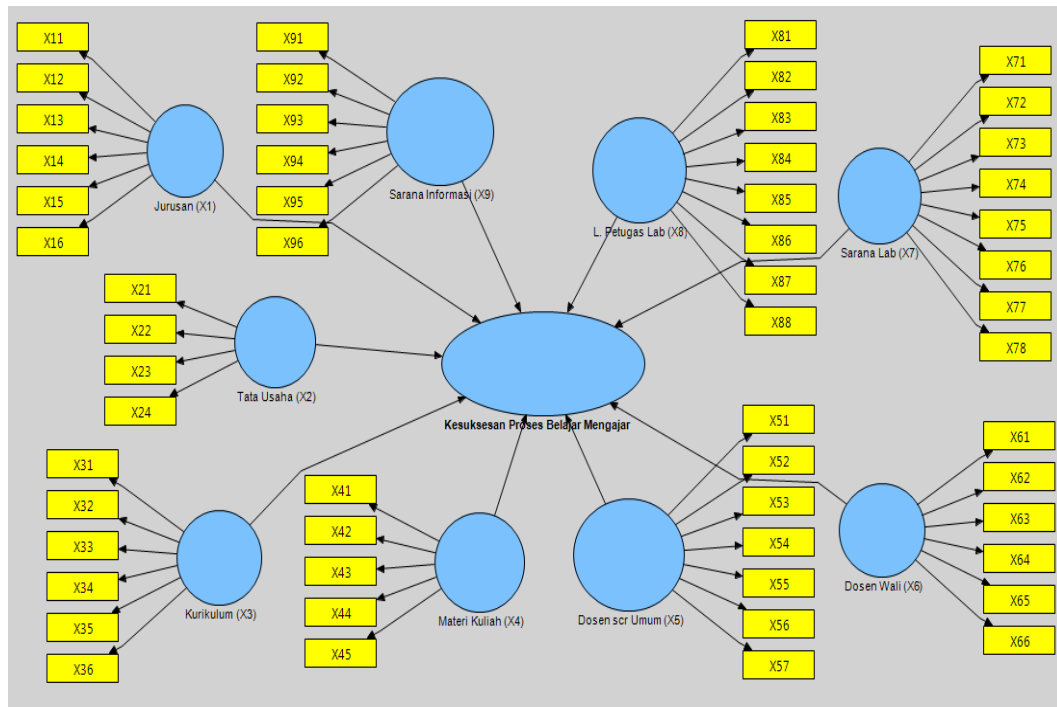 X11
X12
X13
X14
X15
X16
Jurusan (X1)
X91
X92
X93
X94
X95
X96
Sarana Informasi (X9)
X81
X82
X83
X84
X85
X86
X87
X88
L. Petugas Lab (X8)
X71
X72
X73
X74
X75
X76
X77
X78
Sarana Lab (X7)
X21
X22
X23
X24
Tata Usaha (X2)
Kesuksesan Proses Belajar Mengajar
X31
X32
X33
X34
X35
X36
Kurikulum (X3)
X41
X42
X43
X44
X45
Materi Kuliah (X4)
X51
X52
X53
X54
X55
X56
X57
Dosen scr Umum (X5)
X61
X62
X63
X64
X65
X66
Dosen Wali (X6)